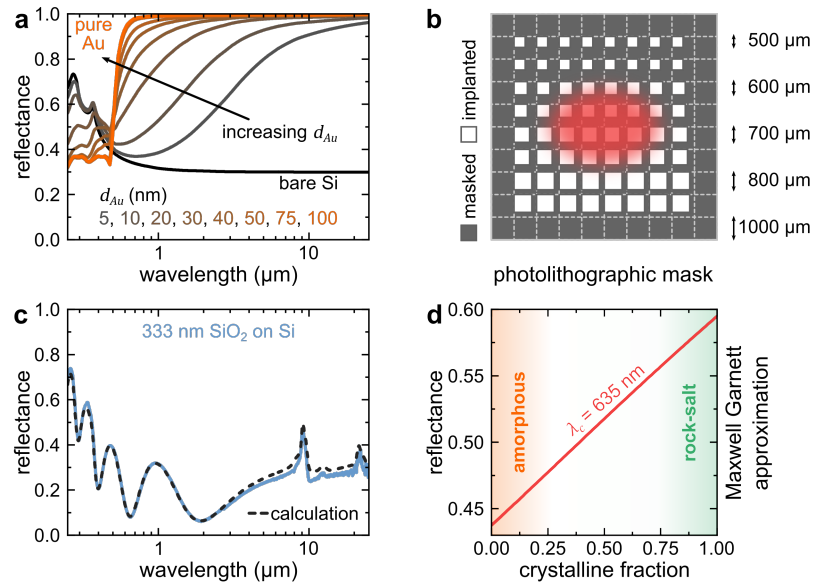 a
1.0
0.8
0.6
0.4
0.2
0.0
reflectance
pure
Au
increasing d_Au
bare Si
d_Au (nm)
5, 10, 20, 30, 40, 50, 75, 100
1
10
wavelength (µm)
b
masked
implanted
500 µm
600 µm
700 µm
800 µm
1000 µm
photolithographic mask
c
1.0
0.8
0.6
0.4
0.2
0.0
reflectance
333 nm SiO₂ on Si
calculation
1
10
wavelength (µm)
d
0.60
0.55
0.50
0.45
reflectance
amorphous
λ_c = 635 nm
rock-salt
Maxwell Garnett
approximation
0.00
0.25
0.50
0.75
1.00
crystalline fraction